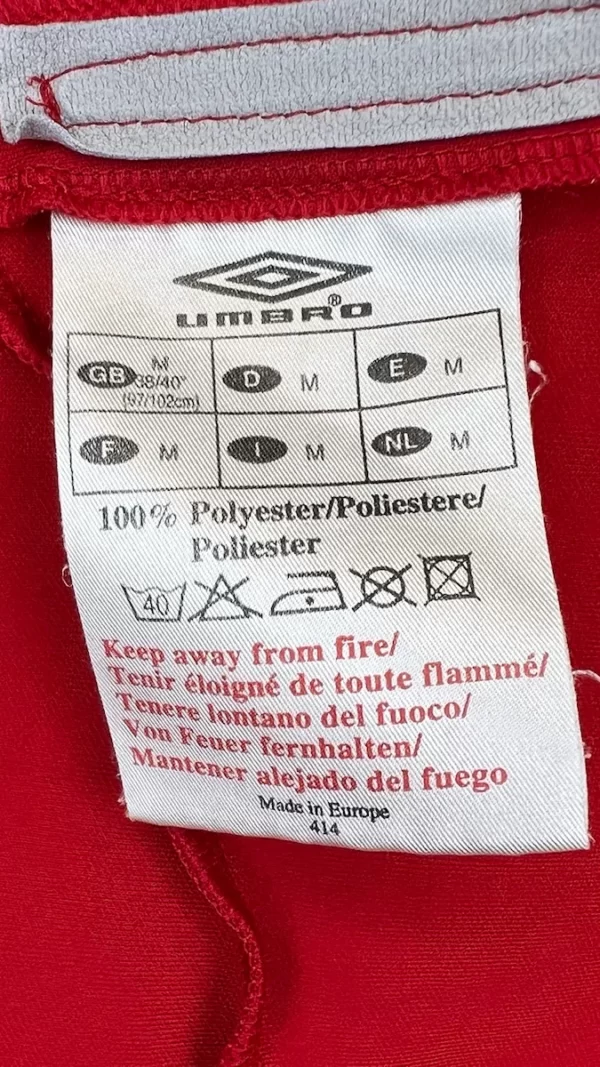 UMBRO®
GB M 38/40" (97/102cm)
D M
E M
F M
I M
NL M
100% Polyester/Poliestere/
Poliester
40
Keep away from fire/
Tenir éloigné de toute flammé/
Tenere lontano del fuoco/
Von Feuer fernhalten/
Mantener alejado del fuego
Made in Europe
414